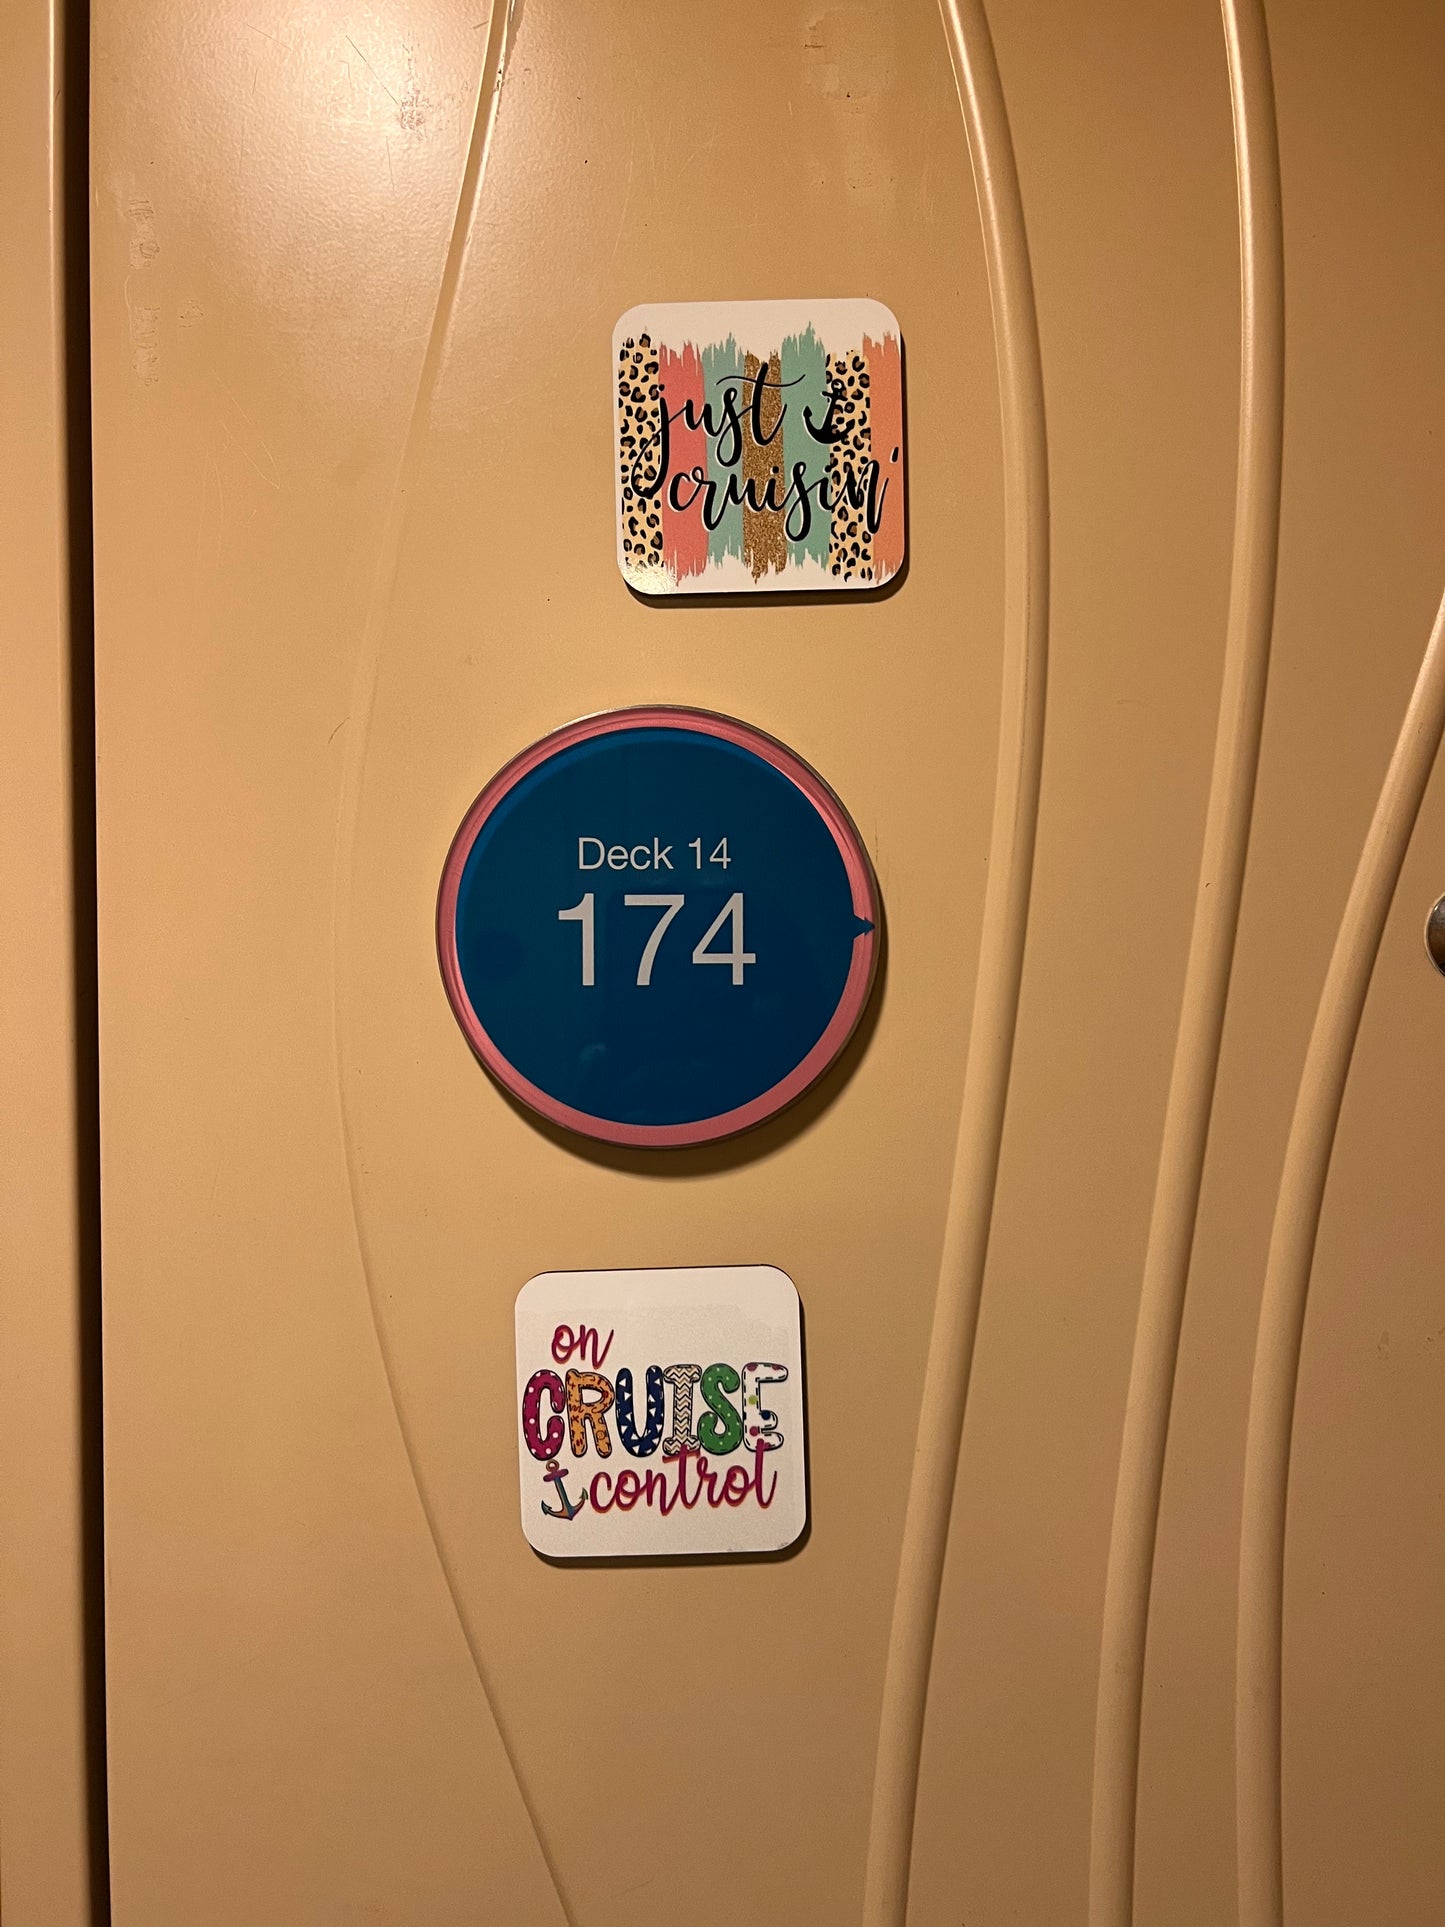 just
cruisin'
Deck 14
174
on
CRUISE
control